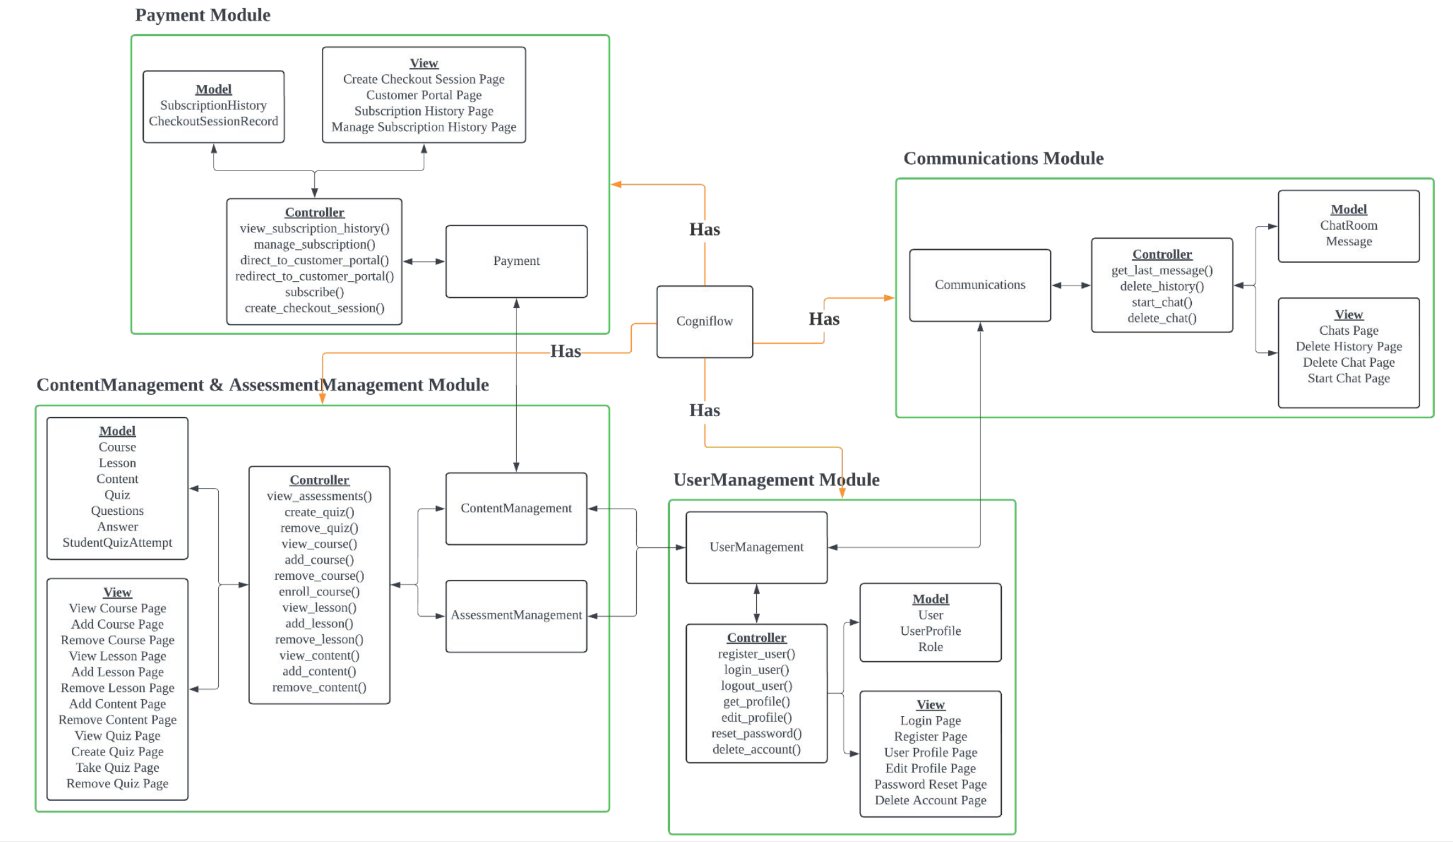 Payment Module
Model
SubscriptionHistory
CheckoutSessionRecord
View
Create Checkout Session Page
Customer Portal Page
Subscription History Page
Manage Subscription History Page
Controller
view_subscription_history()
manage_subscription()
direct_to_customer_portal()
redirect_to_customer_portal()
subscribe()
create_checkout_session()
Payment
Has
Cogniflow
Has
Has
Has
Communications Module
Communications
Controller
get_last_message()
delete_history()
start_chat()
delete_chat()
Model
ChatRoom
Message
View
Chats Page
Delete History Page
Delete Chat Page
Start Chat Page
ContentManagement & AssessmentManagement Module
Model
Course
Lesson
Content
Quiz
Questions
Answer
StudentQuizAttempt
View
View Course Page
Add Course Page
Remove Course Page
View Lesson Page
Add Lesson Page
Remove Lesson Page
Add Content Page
Remove Content Page
View Quiz Page
Create Quiz Page
Take Quiz Page
Remove Quiz Page
Controller
view_assessments()
create_quiz()
remove_quiz()
view_course()
add_course()
remove_course()
enroll_course()
view_lesson()
add_lesson()
remove_lesson()
view_content()
add_content()
remove_content()
ContentManagement
AssessmentManagement
UserManagement Module
UserManagement
Controller
register_user()
login_user()
logout_user()
get_profile()
edit_profile()
reset_password()
delete_account()
Model
User
UserProfile
Role
View
Login Page
Register Page
User Profile Page
Edit Profile Page
Password Reset Page
Delete Account Page